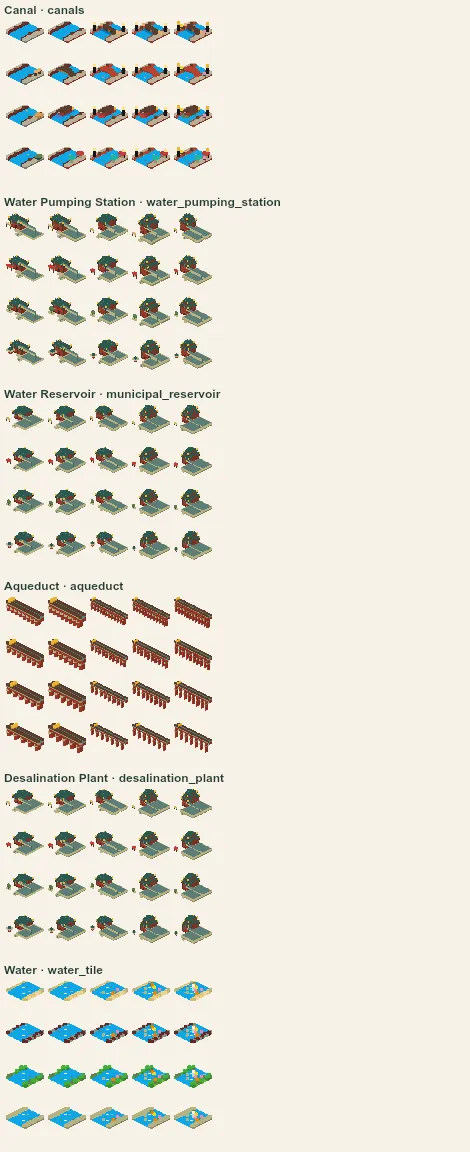 Canal · canals
Water Pumping Station · water_pumping_station
Water Reservoir · municipal_reservoir
Aqueduct · aqueduct
Desalination Plant · desalination_plant
Water · water_tile